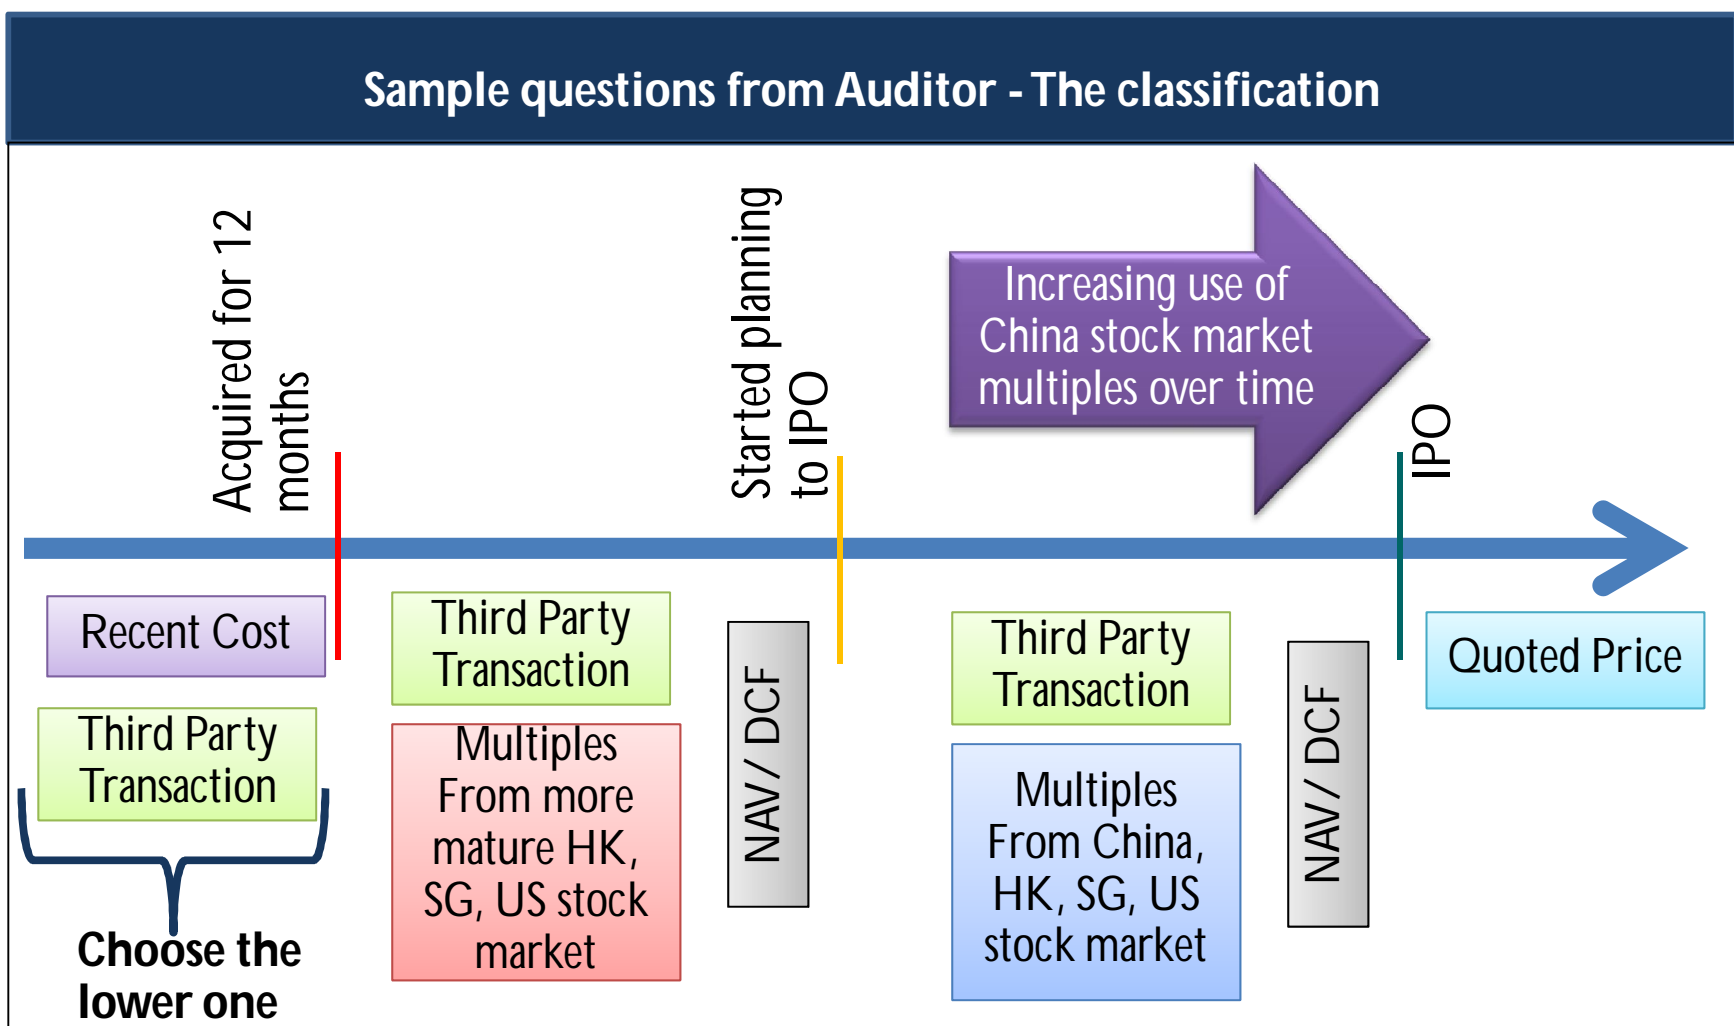 Sample questions from Auditor - The classification
Acquired for 12
months
Started planning
to IPO
Increasing use of
China stock market
multiples over time
IPO
Recent Cost
Third Party
Transaction
Choose the
lower one
Third Party
Transaction
Multiples
From more
mature HK,
SG, US stock
market
NAV / DCF
Third Party
Transaction
Multiples
From China,
HK, SG, US
stock market
NAV / DCF
Quoted Price